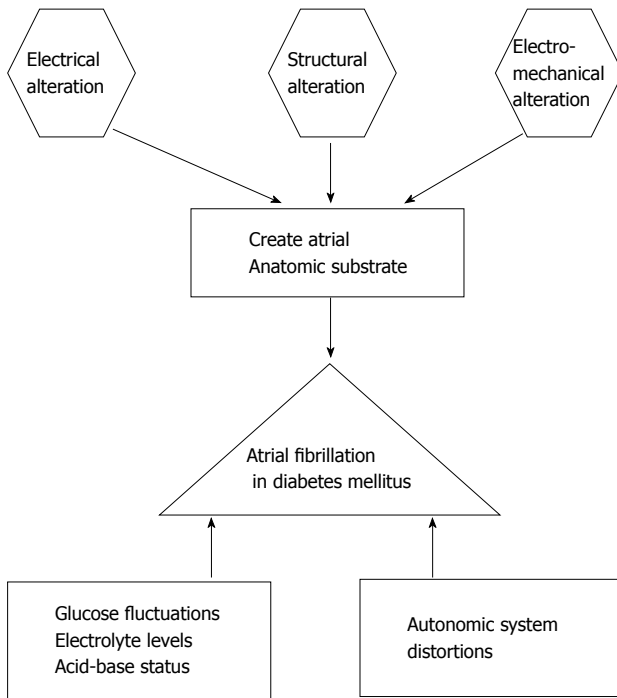 Electrical
alteration
Structural
alteration
Electro-
mechanical
alteration
Create atrial
Anatomic substrate
Atrial fibrillation
in diabetes mellitus
Glucose fluctuations
Electrolyte levels
Acid-base status
Autonomic system
distortions